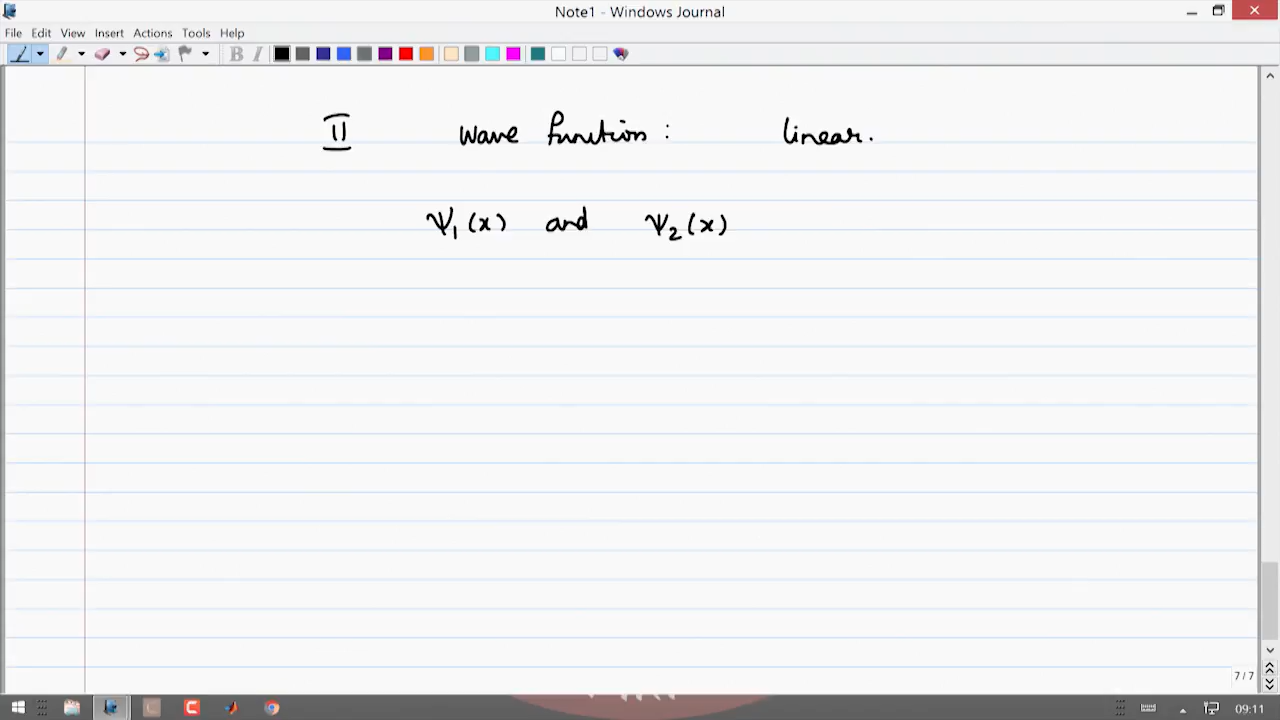 Note1 - Windows Journal
File Edit View Insert Actions Tools Help
B I
II wave function : linear.
ψ₁(x) and ψ₂(x)
7 / 7
09:11